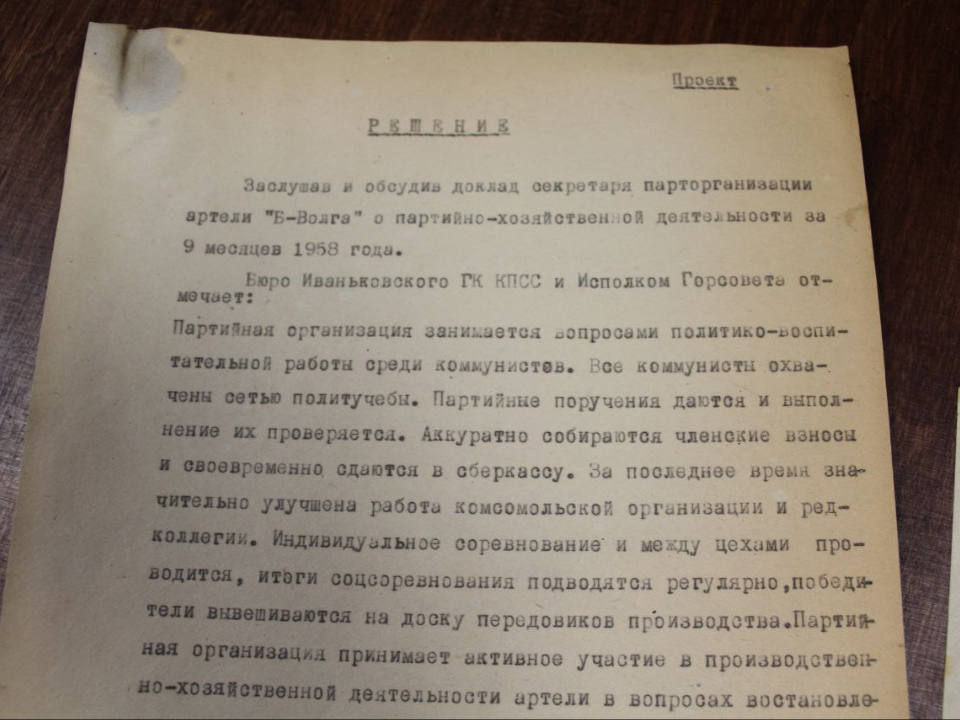 Проект
РЕШЕНИЕ
Заслушав и обсудив доклад секретаря парторганизации
артели "Б-Волга" о партийно-хозяйственной деятельности за
9 месяцев 1958 года.
Бюро Иваньковского ГК КПСС и Исполком Горсовета от-
мечает:
Партийная организация занимается вопросами политико-воспи-
тательной работы среди коммунистов. Все коммунисты охва-
чены сетью политучебы. Партийные поручения даются и выпол-
нение их проверяется. Аккуратно собираются членские взносы
и своевременно сдаются в сберкассу. За последнее время зна-
чительно улучшена работа комсомольской организации и ред-
коллегии. Индивидуальное соревнование и между цехами про-
водится, итоги соцсоревнования подводятся регулярно,победи-
тели вывешиваются на доску передовиков производства.Партий-
ная организация принимает активное участие в производствен-
но-хозяйственной деятельности артели в вопросах востановле-